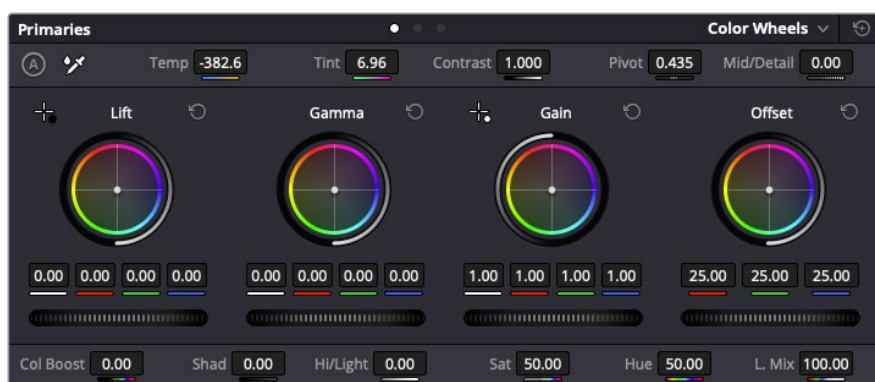 Primaries Color Wheels
A Temp -382.6 Tint 6.96 Contrast 1.000 Pivot 0.435 Mid/Detail 0.00
Lift Gamma Gain Offset
0.00 0.00 0.00 0.00 0.00 0.00 0.00 0.00 1.00 1.00 1.00 1.00 25.00 25.00 25.00
Col Boost 0.00 Shad 0.00 Hi/Light 0.00 Sat 50.00 Hue 50.00 L. Mix 100.00